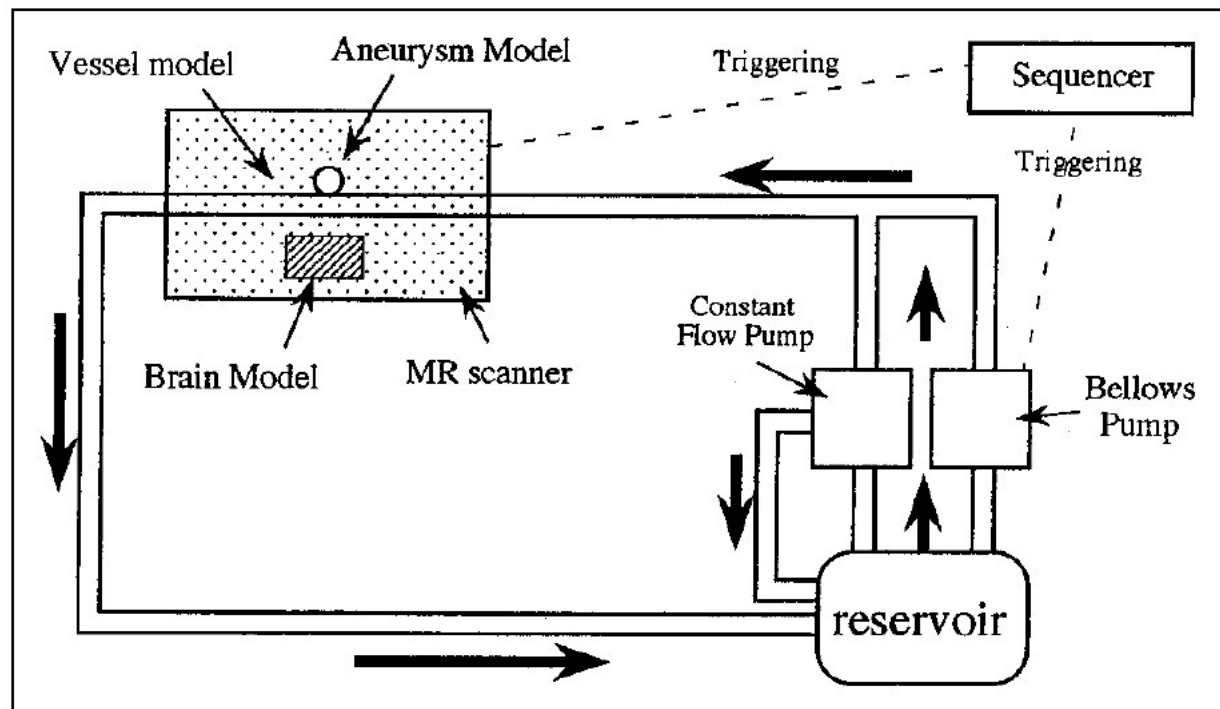 Aneurysm Model
Vessel model
Triggering
Sequencer
Triggering
Constant
Flow Pump
Brain Model
MR scanner
Bellows
Pump
reservoir